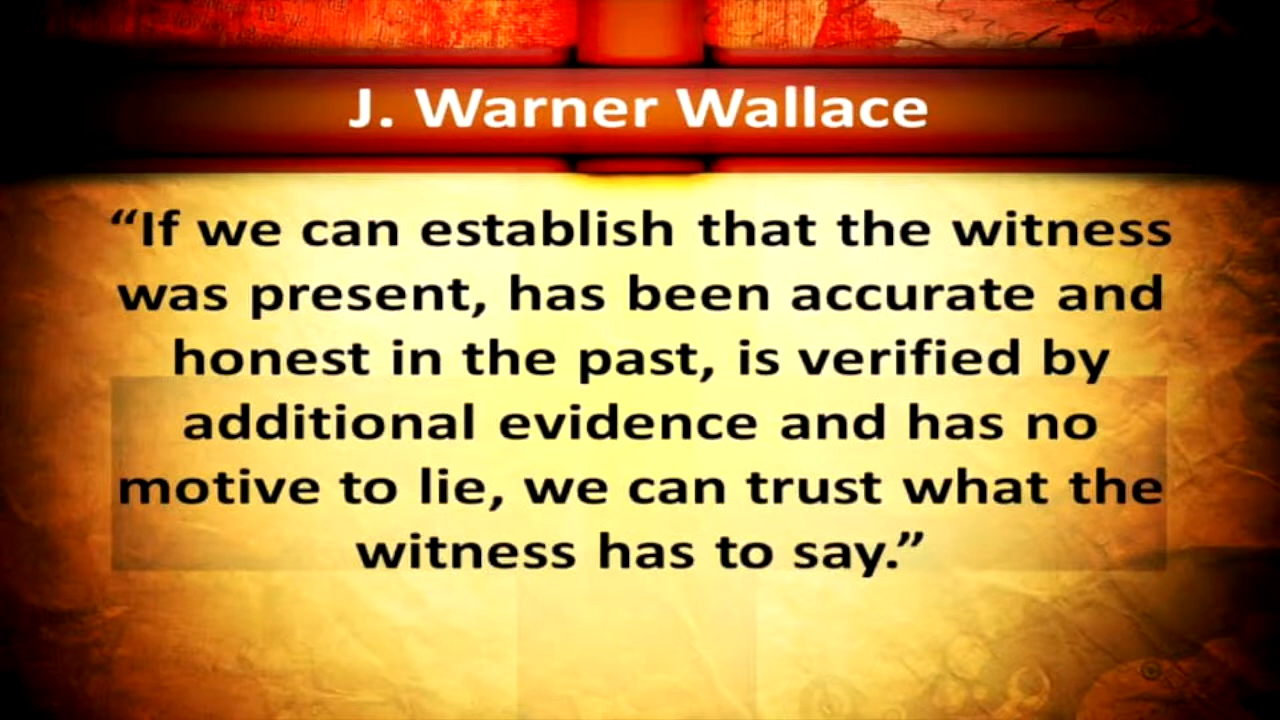 J. Warner Wallace
“If we can establish that the witness
was present, has been accurate and
honest in the past, is verified by
additional evidence and has no
motive to lie, we can trust what the
witness has to say.”